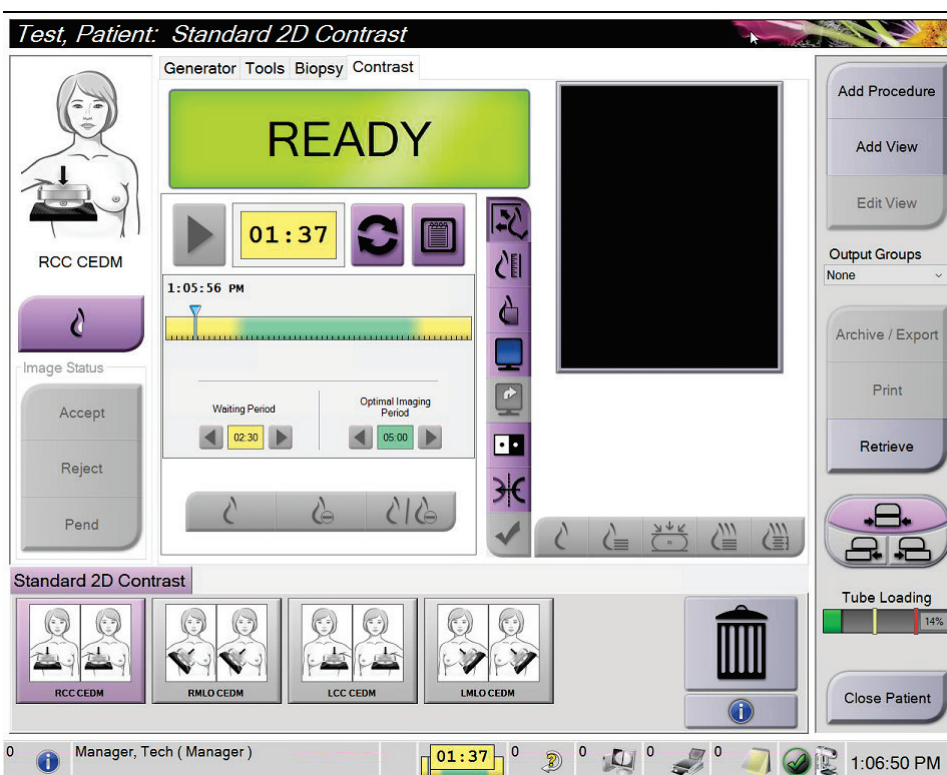 Test, Patient: Standard 2D Contrast
Generator Tools Biopsy Contrast
READY
01:37
RCC CEDM
1:05:56 PM
Waiting Period
Optimal Imaging
Period
02:30
05:00
Image Status
Accept
Reject
Pend
Add Procedure
Add View
Edit View
Output Groups
None
Archive / Export
Print
Retrieve
Tube Loading
14%
Close Patient
Standard 2D Contrast
RCC CEDM
RMLO CEDM
LCC CEDM
LMLO CEDM
0 Manager, Tech ( Manager ) 01:37 0 0 0 0 1:06:50 PM